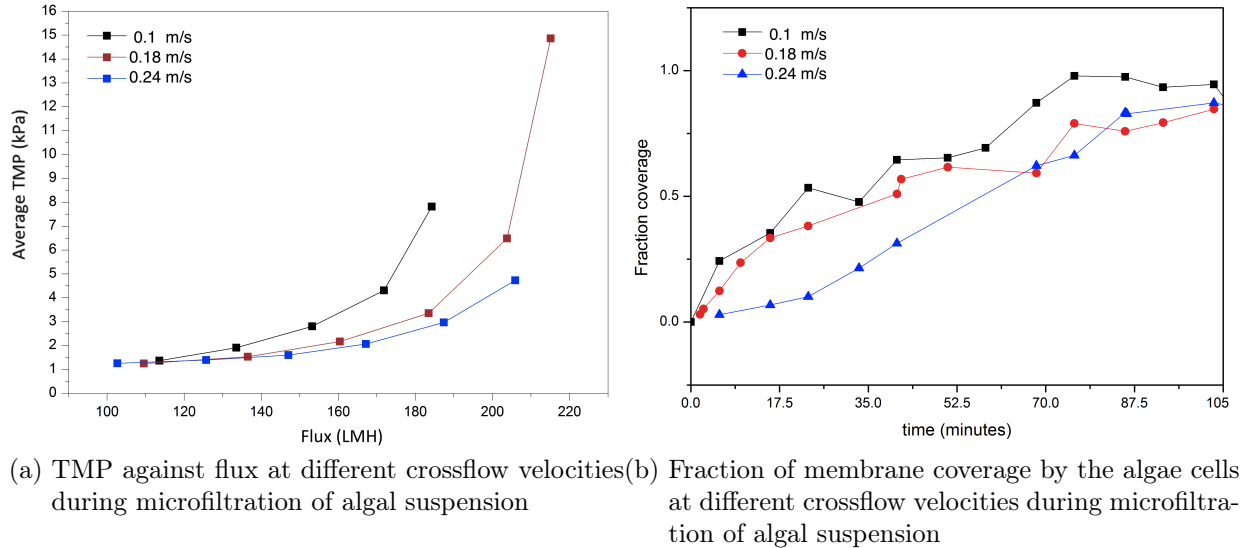 16
15
14
13
12
11
10
9
8
7
6
5
4
3
2
1
0
Average TMP (kPa)
0.1 m/s
0.18 m/s
0.24 m/s
100 120 140 160 180 200 220
Flux (LMH)
(a) TMP against flux at different crossflow velocities
during microfiltration of algal suspension
1.0
0.5
0.0
Fraction coverage
0.1 m/s
0.18 m/s
0.24 m/s
0.0 17.5 35.0 52.5 70.0 87.5 105
time (minutes)
(b) Fraction of membrane coverage by the algae cells
at different crossflow velocities during microfiltra-
tion of algal suspension